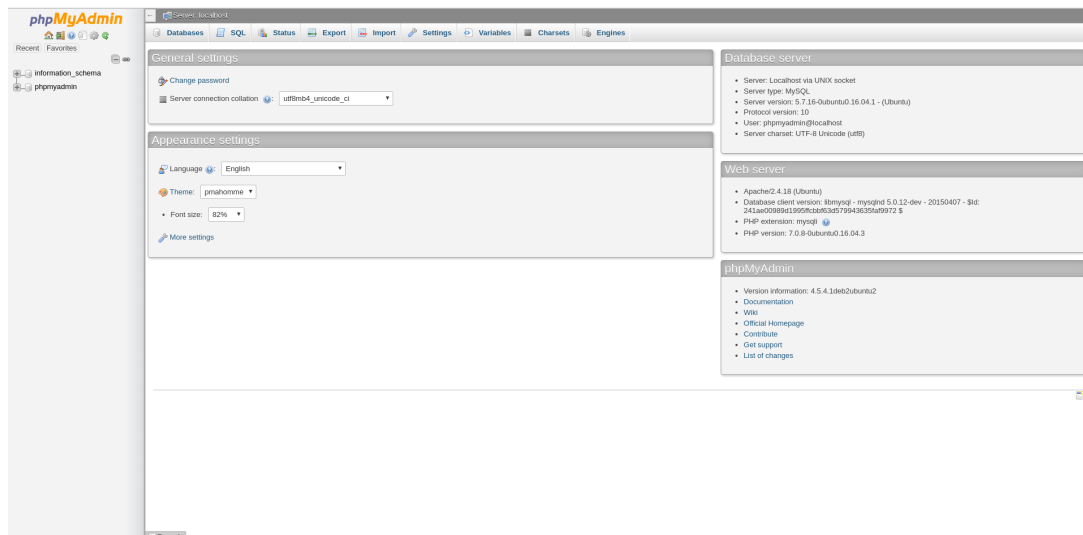 phpMyAdmin
Recent Favorites
information_schema
phpmyadmin
Server: localhost
Databases SQL Status Export Import Settings Variables Charsets Engines
General settings
Change password
Server connection collation : utf8mb4_unicode_ci
Appearance settings
Language : English
Theme: pmahomme
• Font size: 82%
More settings
Database server
• Server: Localhost via UNIX socket
• Server type: MySQL
• Server version: 5.7.16-0ubuntu0.16.04.1 - (Ubuntu)
• Protocol version: 10
• User: phpmyadmin@localhost
• Server charset: UTF-8 Unicode (utf8)
Web server
• Apache/2.4.18 (Ubuntu)
• Database client version: libmysql - mysqlnd 5.0.12-dev - 20150407 - $Id:
241ae00989d1995ffcbbf63d579943635faf9972 $
• PHP extension: mysqli
• PHP version: 7.0.8-0ubuntu0.16.04.3
phpMyAdmin
• Version information: 4.5.4.1deb2ubuntu2
• Documentation
• Wiki
• Official Homepage
• Contribute
• Get support
• List of changes